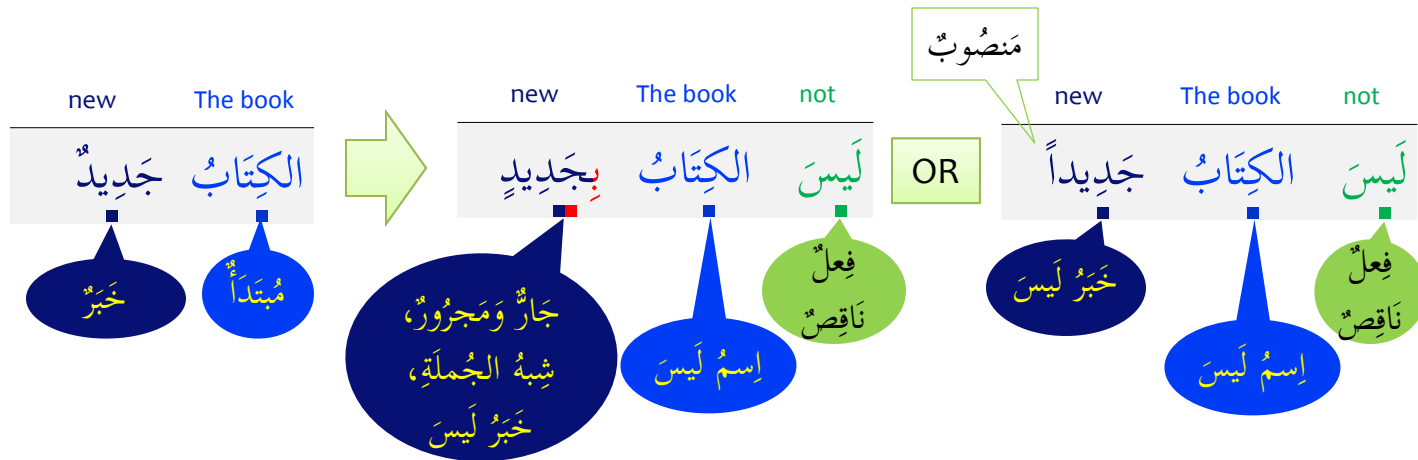 مَنصُوبٌ
new The book
new The book not
new The book not
الكِتَابُ جَدِيدٌ
لَيسَ الكِتَابُ بِجَدِيدٍ
OR
لَيسَ الكِتَابُ جَدِيداً
مُبتَدَأٌ
خَبَرٌ
فِعلٌ
نَاقِصٌ
اِسمُ لَيسَ
جَارٌّ وَمَجرُورٌ،
شِبهُ الجُملَةِ،
خَبَرُ لَيسَ
فِعلٌ
نَاقِصٌ
اِسمُ لَيسَ
خَبَرُ لَيسَ